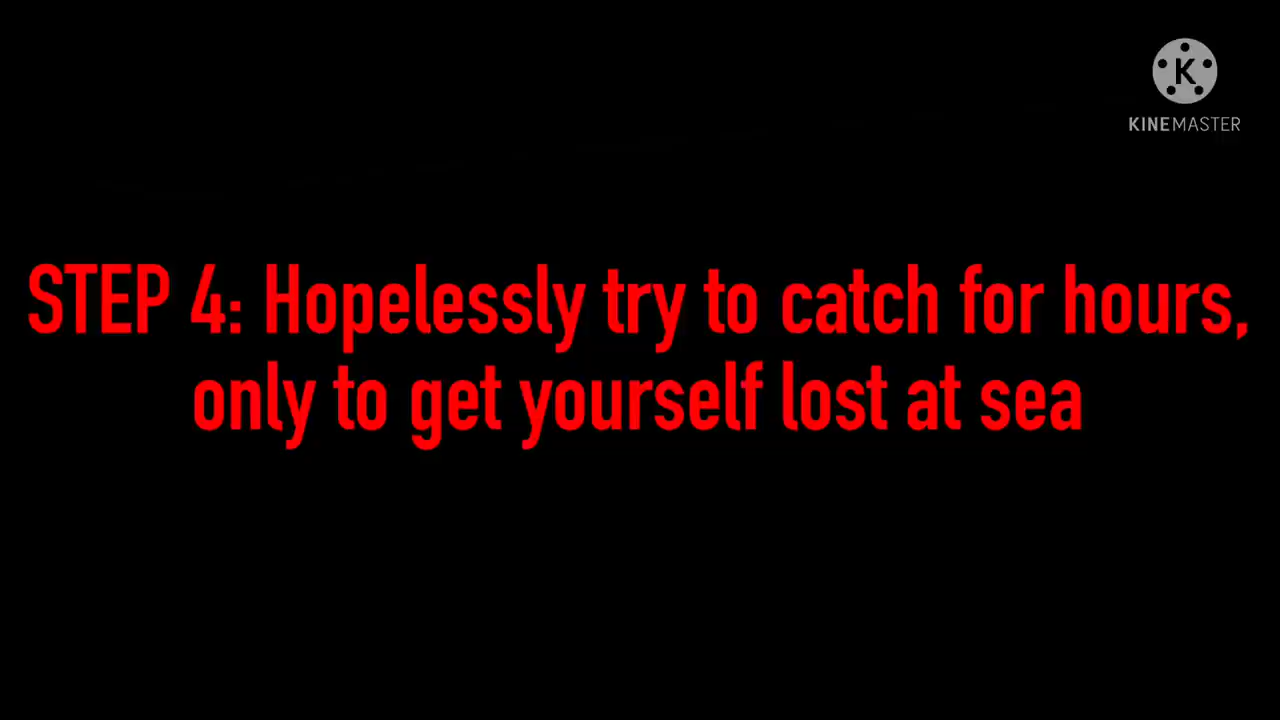 K
KINEMASTER
STEP 4: Hopelessly try to catch for hours,
only to get yourself lost at sea